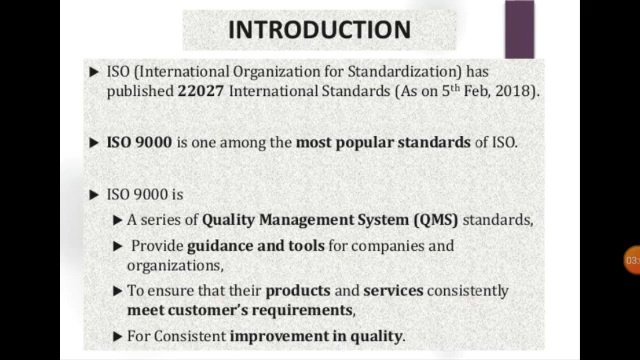 INTRODUCTION
▶ ISO (International Organization for Standardization) has
published 22027 International Standards (As on 5th Feb, 2018).
▶ ISO 9000 is one among the most popular standards of ISO.
▶ ISO 9000 is
▶ A series of Quality Management System (QMS) standards,
▶ Provide guidance and tools for companies and
organizations,
▶ To ensure that their products and services consistently
meet customer's requirements,
▶ For Consistent improvement in quality.